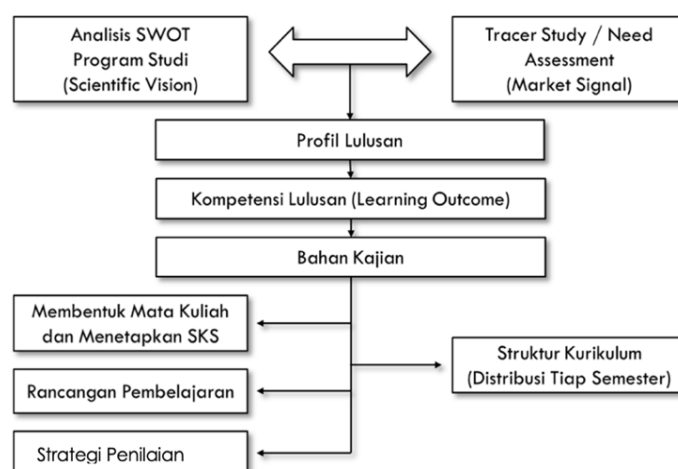 Analisis SWOT
Program Studi
(Scientific Vision)
Tracer Study / Need
Assessment
(Market Signal)
Profil Lulusan
Kompetensi Lulusan (Learning Outcome)
Bahan Kajian
Membentuk Mata Kuliah
dan Menetapkan SKS
Struktur Kurikulum
(Distribusi Tiap Semester)
Rancangan Pembelajaran
Strategi Penilaian